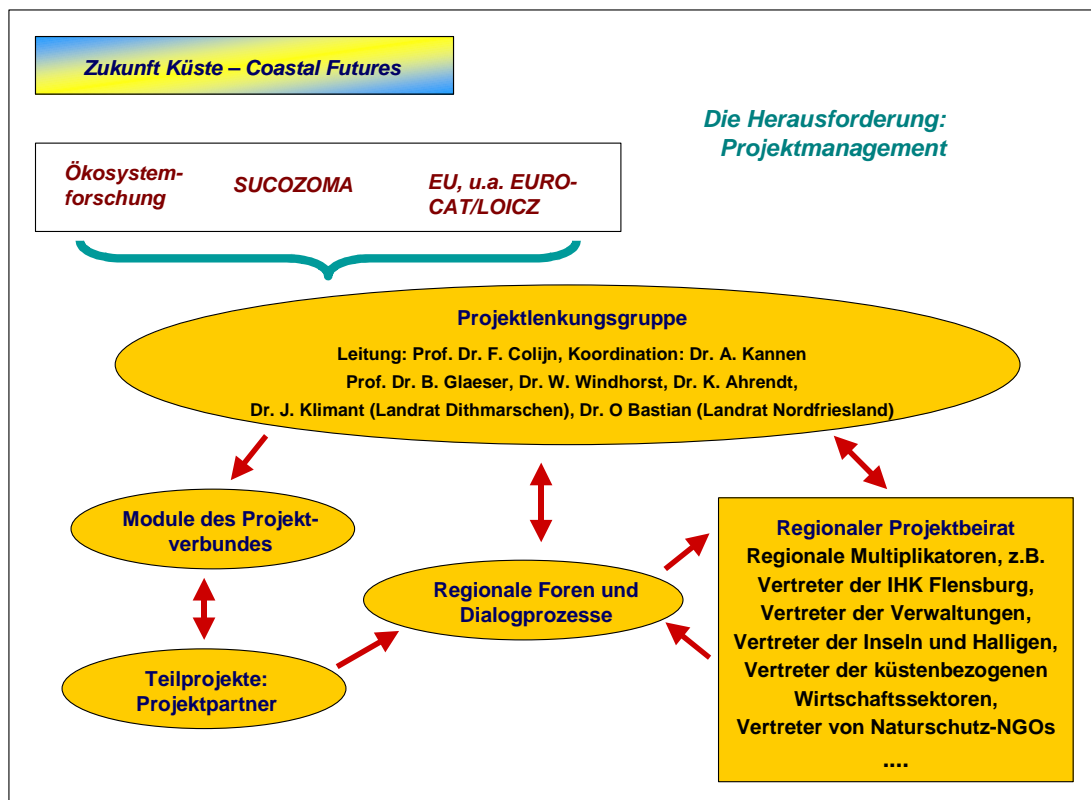 Zukunft Küste – Coastal Futures
Die Herausforderung:
Projektmanagement
Ökosystem-
forschung
SUCOZOMA
EU, u.a. EURO-
CAT/LOICZ
Projektlenkungsgruppe
Leitung: Prof. Dr. F. Colijn, Koordination: Dr. A. Kannen
Prof. Dr. B. Glaeser, Dr. W. Windhorst, Dr. K. Ahrendt,
Dr. J. Klimant (Landrat Dithmarschen), Dr. O Bastian (Landrat Nordfriesland)
Module des Projekt-
verbundes
Regionale Foren und
Dialogprozesse
Teilprojekte:
Projektpartner
Regionaler Projektbeirat
Regionale Multiplikatoren, z.B.
Vertreter der IHK Flensburg,
Vertreter der Verwaltungen,
Vertreter der Inseln und Halligen,
Vertreter der küstenbezogenen
Wirtschaftssektoren,
Vertreter von Naturschutz-NGOs
....